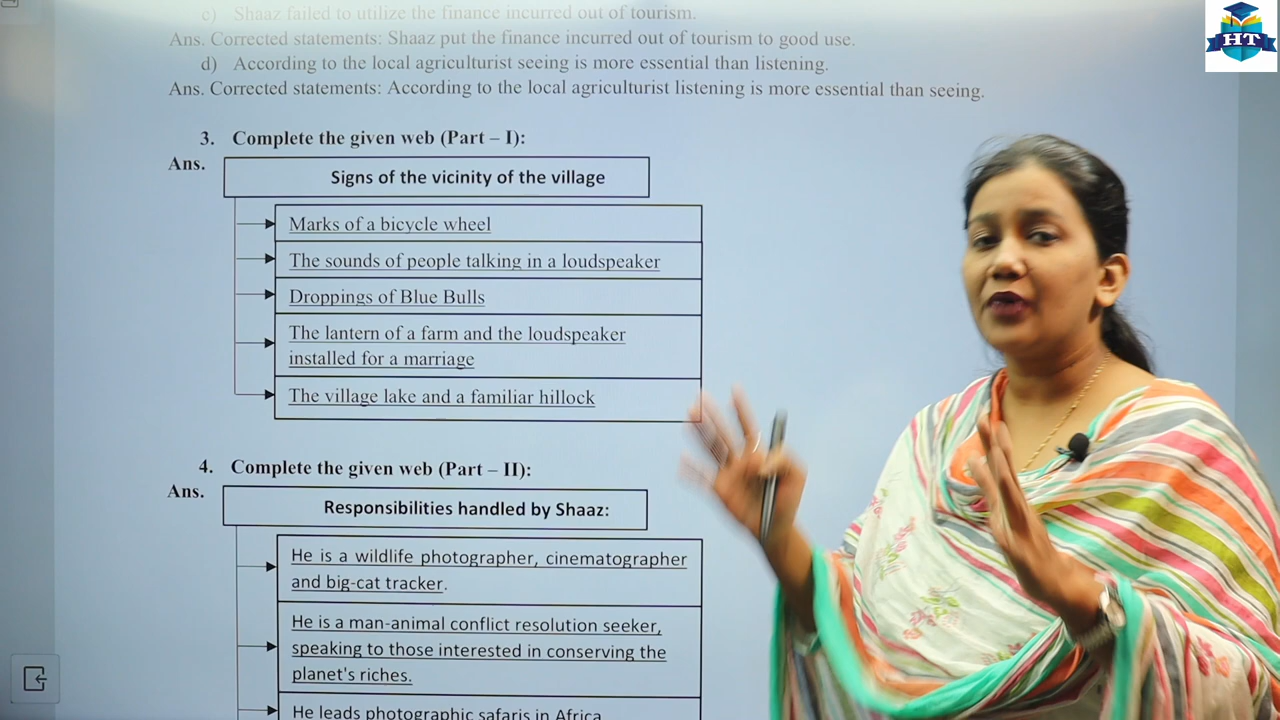 HT
c) Shaaz failed to utilize the finance incurred out of tourism.
Ans. Corrected statements: Shaaz put the finance incurred out of tourism to good use.
d) According to the local agriculturist seeing is more essential than listening.
Ans. Corrected statements: According to the local agriculturist listening is more essential than seeing.
3. Complete the given web (Part – I):
Ans.
Signs of the vicinity of the village
Marks of a bicycle wheel
The sounds of people talking in a loudspeaker
Droppings of Blue Bulls
The lantern of a farm and the loudspeaker
installed for a marriage
The village lake and a familiar hillock
4. Complete the given web (Part – II):
Ans.
Responsibilities handled by Shaaz:
He is a wildlife photographer, cinematographer
and big-cat tracker.
He is a man-animal conflict resolution seeker,
speaking to those interested in conserving the
planet's riches.
He leads photographic safaris in Africa